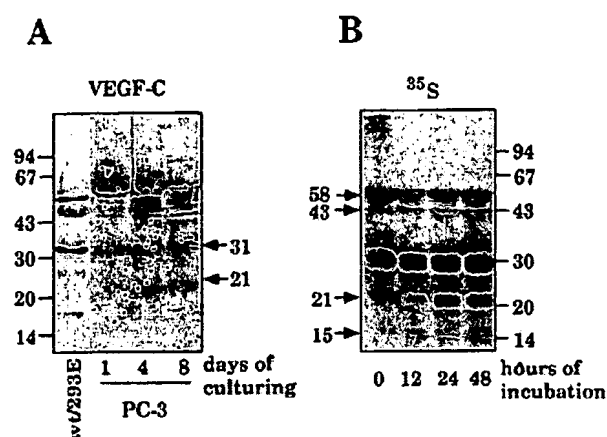 A
VEGF-C
94
67
43
30
20
14
31
21
wt/293E
1 4 8
days of
culturing
PC-3
B
35S
58
43
21
15
94
67
43
30
20
14
0 12 24 48
hours of
incubation